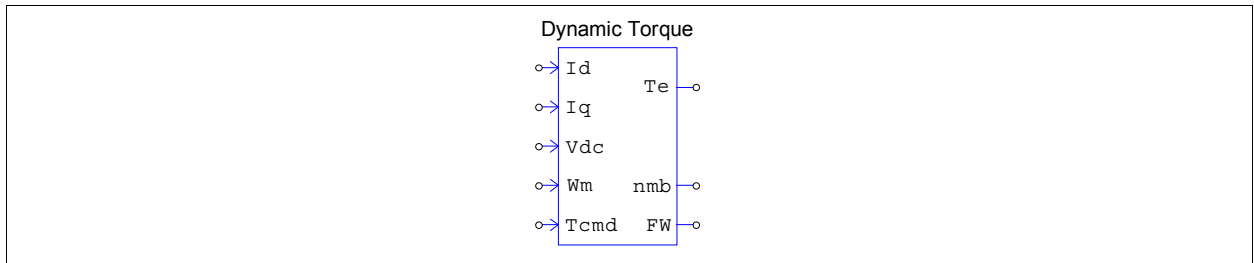 Dynamic Torque
Id
Te
Iq
Vdc
Wm nmb
Tcmd FW